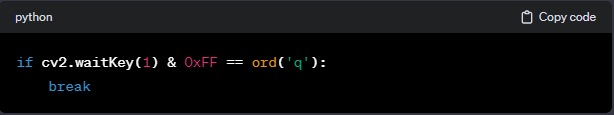 python
Copy code
if cv2.waitKey(1) & 0xFF == ord('q'):
    break